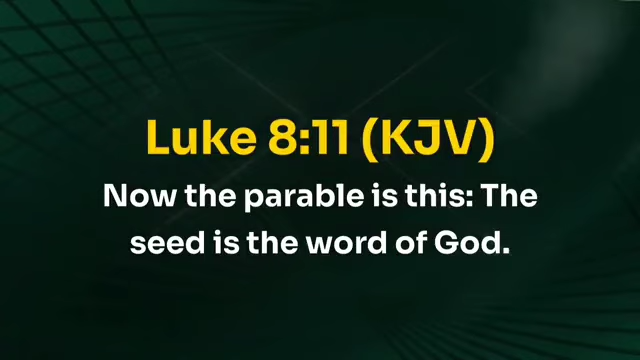 Luke 8:11 (KJV)
Now the parable is this: The
seed is the word of God.